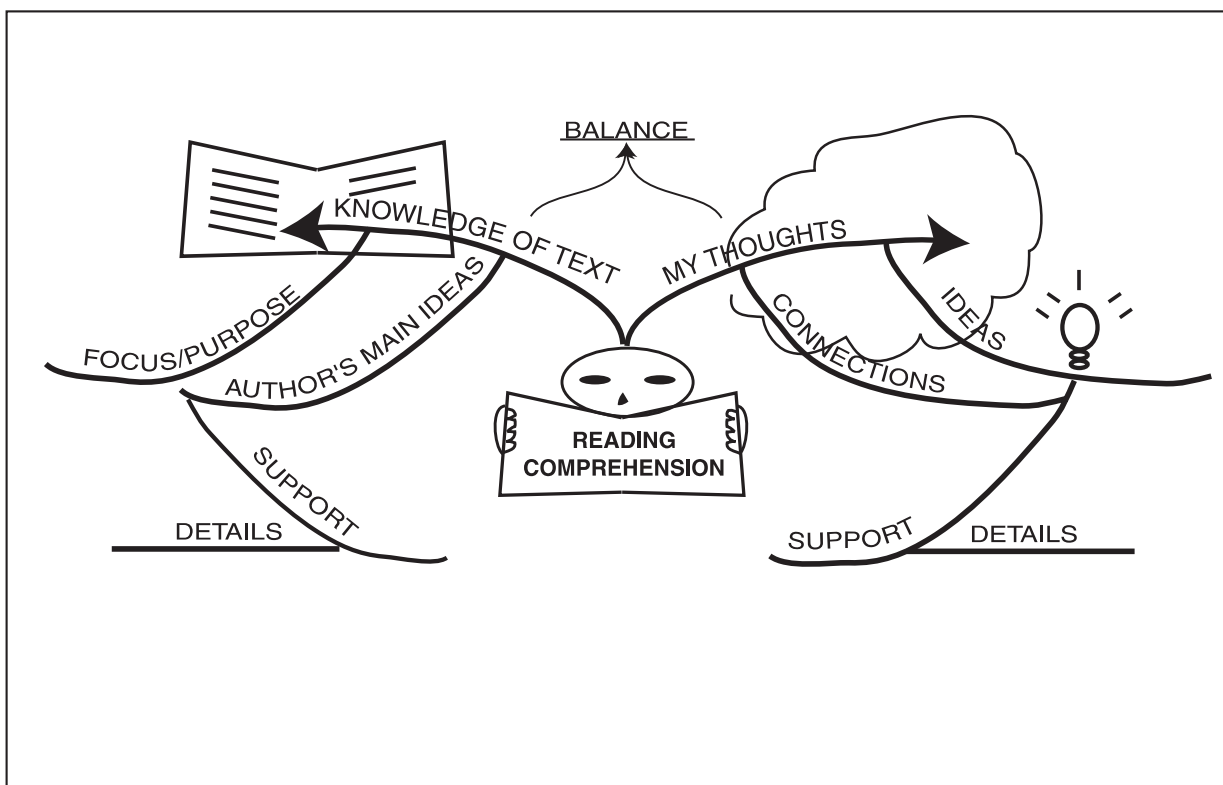 BALANCE
KNOWLEDGE OF TEXT
MY THOUGHTS
FOCUS/PURPOSE
AUTHOR'S MAIN IDEAS
CONNECTIONS
IDEAS
READING
COMPREHENSION
SUPPORT
DETAILS
SUPPORT
DETAILS